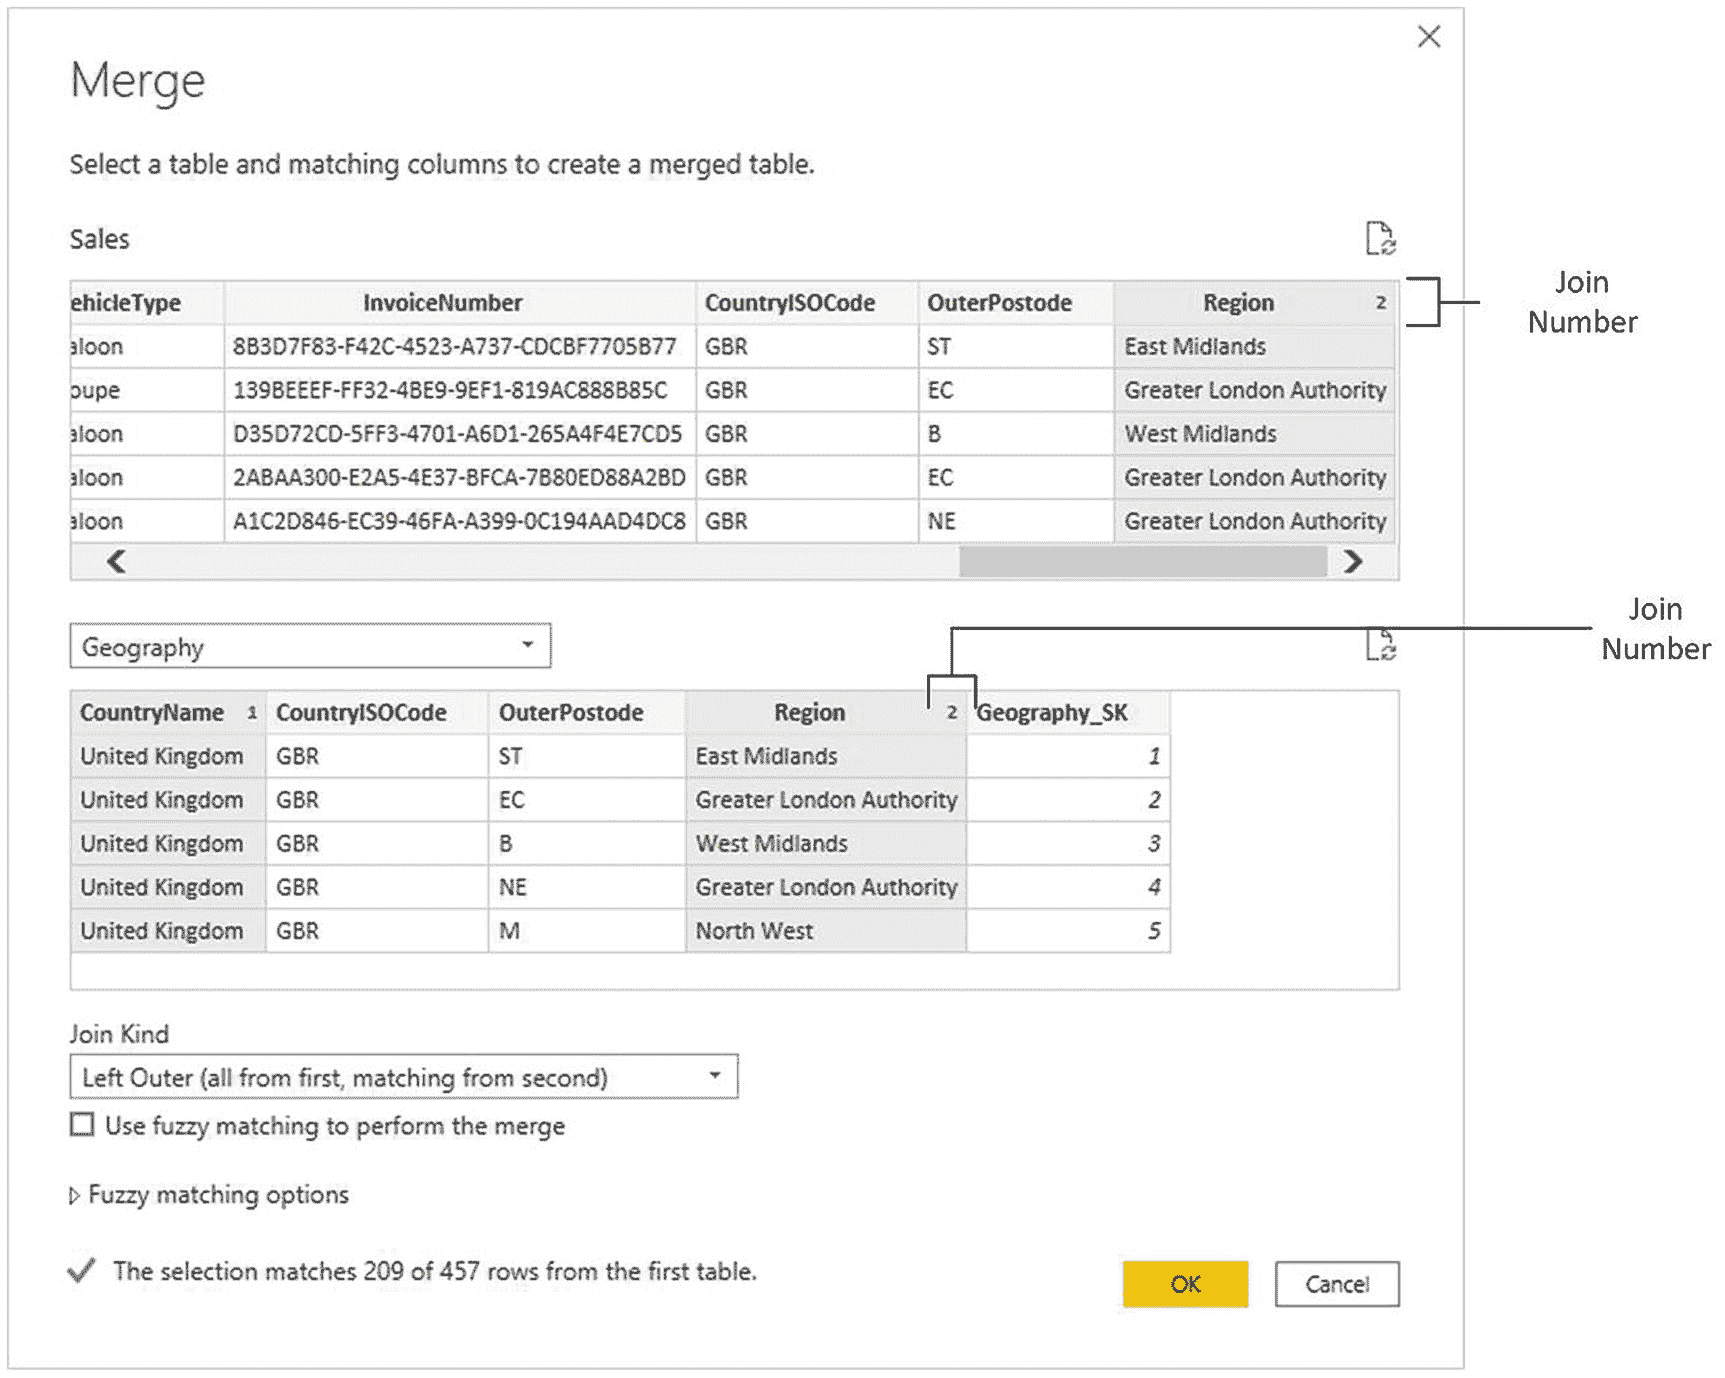 Merge
Select a table and matching columns to create a merged table.
Sales
ehicleType InvoiceNumber CountryISOCode OuterPostode Region 2
aloon 8B3D7F83-F42C-4523-A737-CDCBF7705B77 GBR ST East Midlands
oupe 139BEEEF-FF32-4BE9-9EF1-819AC888B85C GBR EC Greater London Authority
aloon D35D72CD-5FF3-4701-A6D1-265A4F4E7CD5 GBR B West Midlands
aloon 2ABAA300-E2A5-4E37-BFCA-7B80ED88A2BD GBR EC Greater London Authority
aloon A1C2D846-EC39-46FA-A399-0C194AAD4DC8 GBR NE Greater London Authority
Join
Number
Geography
Join
Number
CountryName 1 CountryISOCode OuterPostode Region 2 Geography_SK
United Kingdom GBR ST East Midlands 1
United Kingdom GBR EC Greater London Authority 2
United Kingdom GBR B West Midlands 3
United Kingdom GBR NE Greater London Authority 4
United Kingdom GBR M North West 5
Join Kind
Left Outer (all from first, matching from second)
Use fuzzy matching to perform the merge
Fuzzy matching options
The selection matches 209 of 457 rows from the first table.
OK Cancel